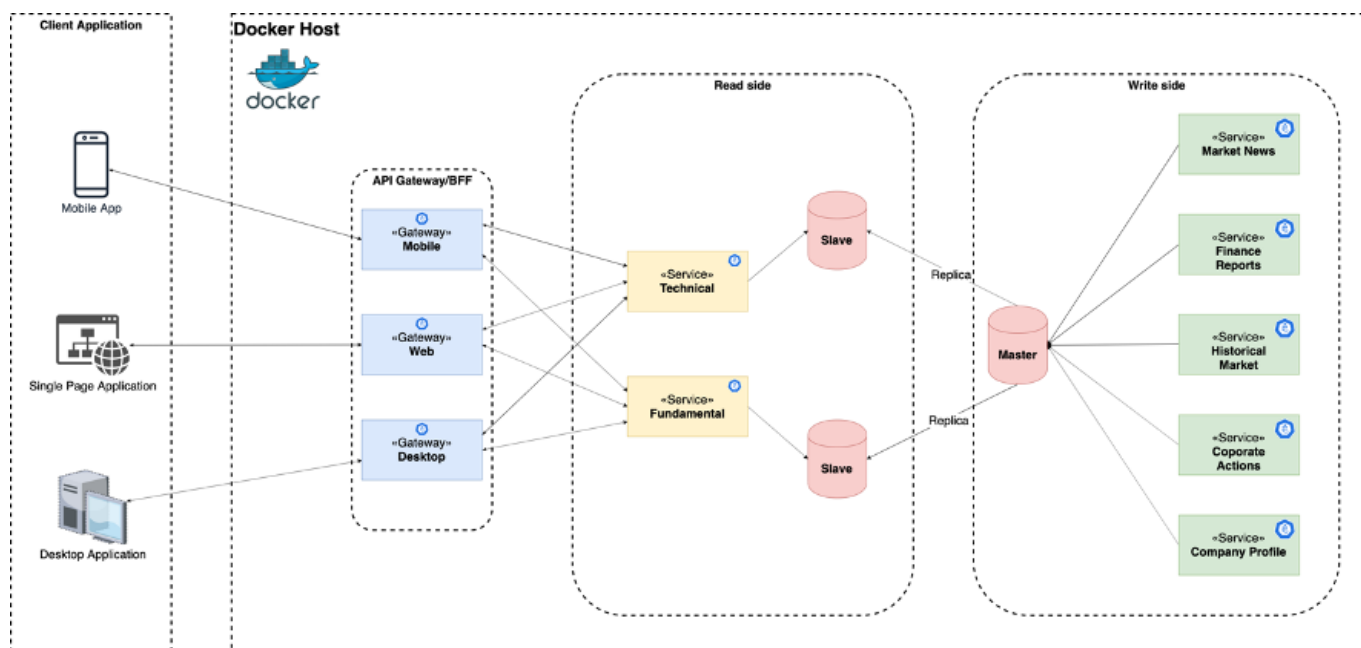 Client Application
Mobile App
Single Page Application
Desktop Application
Docker Host
docker
API Gateway/BFF
«Gateway»
Mobile
«Gateway»
Web
«Gateway»
Desktop
Read side
«Service»
Technical
«Service»
Fundamental
Slave
Slave
Replica
Replica
Write side
Master
«Service»
Market News
«Service»
Finance
Reports
«Service»
Historical
Market
«Service»
Coporate
Actions
«Service»
Company Profile